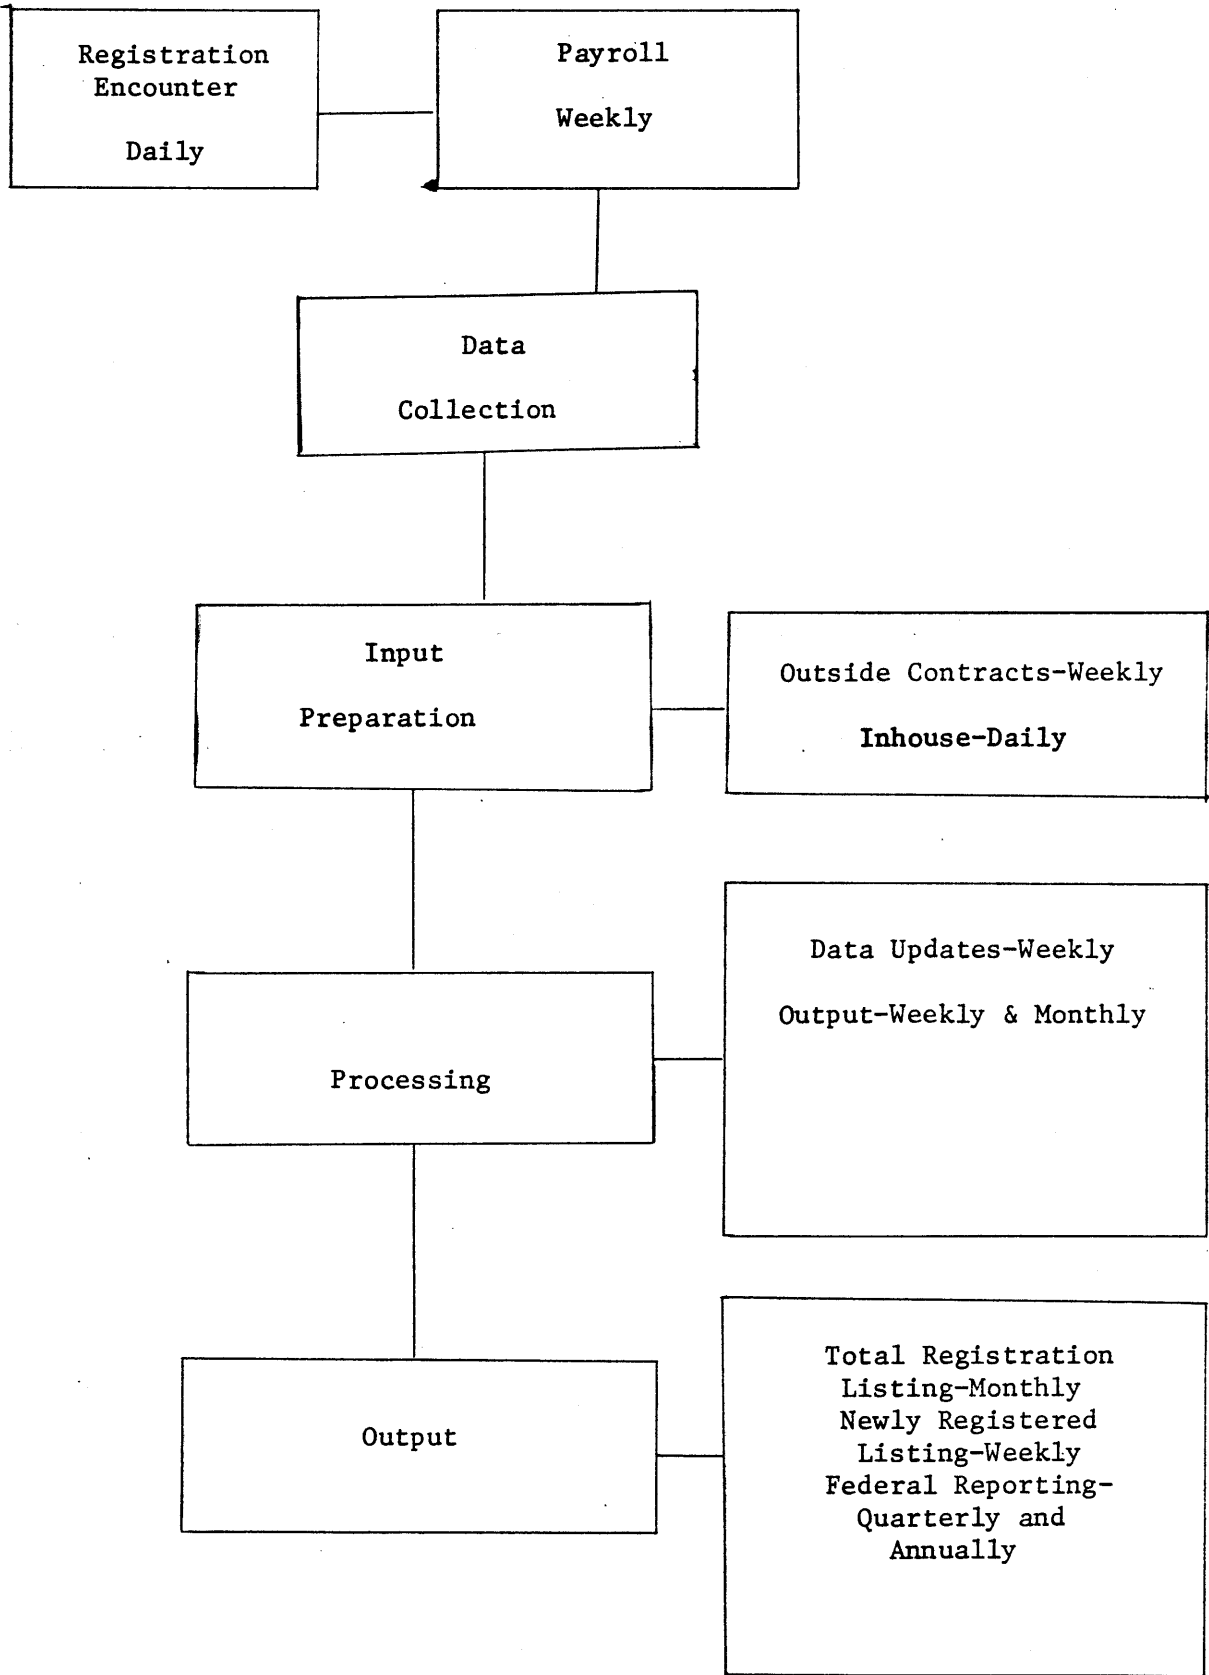 Registration
Encounter
Daily
Payroll
Weekly
Data
Collection
Input
Preparation
Outside Contracts-Weekly
Inhouse-Daily
Data Updates-Weekly
Output-Weekly & Monthly
Processing
Output
Total Registration
Listing-Monthly
Newly Registered
Listing-Weekly
Federal Reporting-
Quarterly and
Annually